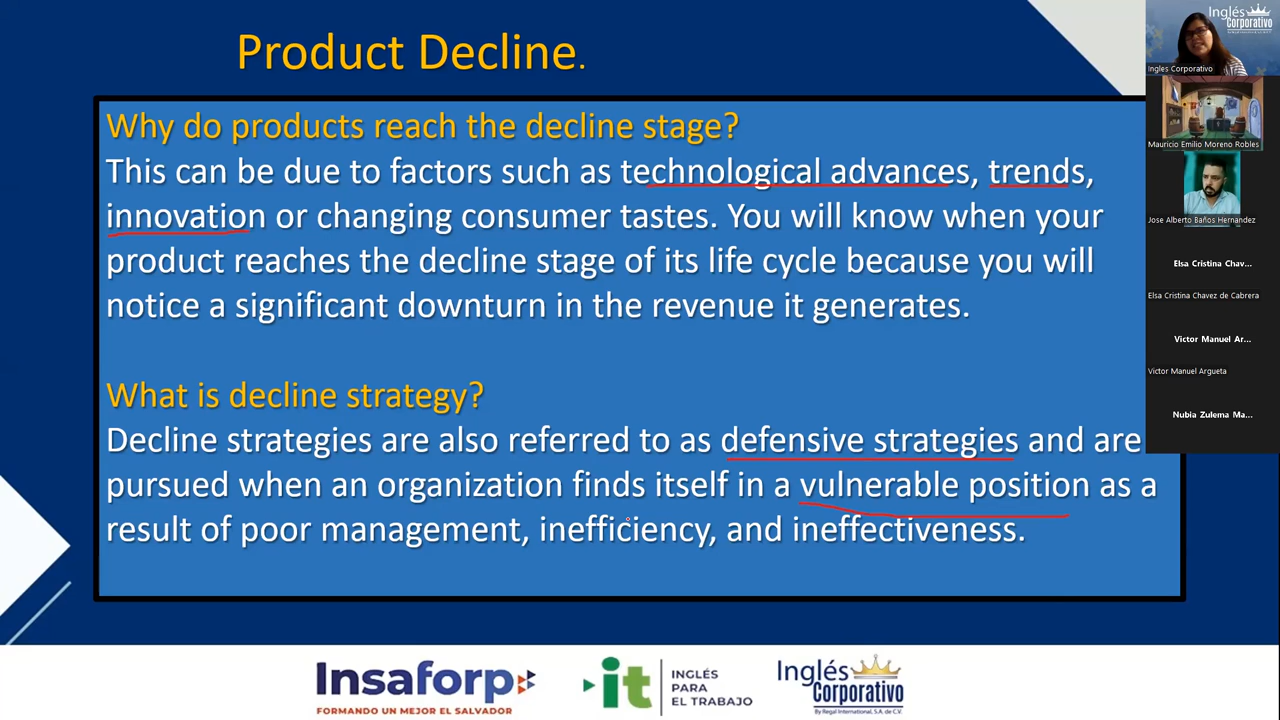 Product Decline.
Why do products reach the decline stage?
This can be due to factors such as technological advances, trends,
innovation or changing consumer tastes. You will know when your
product reaches the decline stage of its life cycle because you will
notice a significant downturn in the revenue it generates.
What is decline strategy?
Decline strategies are also referred to as defensive strategies and are
pursued when an organization finds itself in a vulnerable position as a
result of poor management, inefficiency, and ineffectiveness.
Inglés
Corporativo
Ingles Corporativo
Mauricio Emilio Moreno Robles
Jose Alberto Baños Hernandez
Elsa Cristina Chav...
Elsa Cristina Chavez de Cabrera
Victor Manuel Ar...
Victor Manuel Argueta
Nubia Zulema Ma...
Insaforp
FORMANDO UN MEJOR EL SALVADOR
it
INGLÉS
PARA
EL TRABAJO
Inglés
Corporativo
By Regal International, S.A. de C.V.